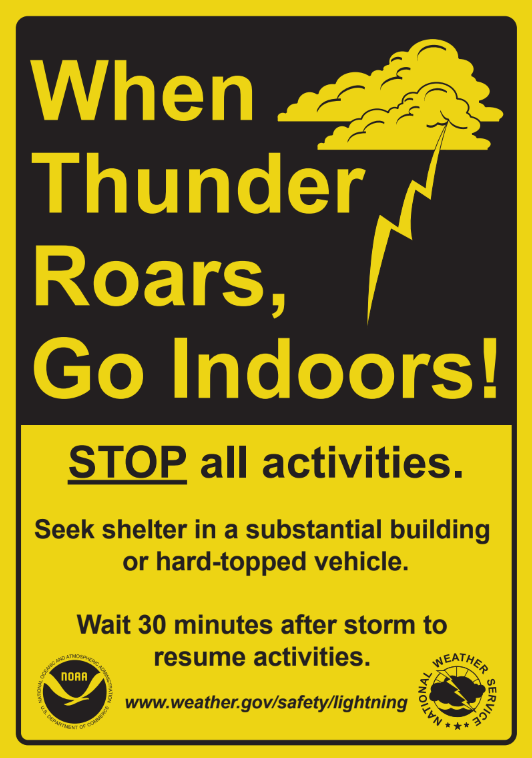 When
Thunder
Roars,
Go Indoors!
STOP all activities.
Seek shelter in a substantial building
or hard-topped vehicle.
Wait 30 minutes after storm to
resume activities.
www.weather.gov/safety/lightning
NATIONAL OCEANIC AND ATMOSPHERIC ADMINISTRATION
NOAA
U.S. DEPARTMENT OF COMMERCE
NATIONAL WEATHER SERVICE